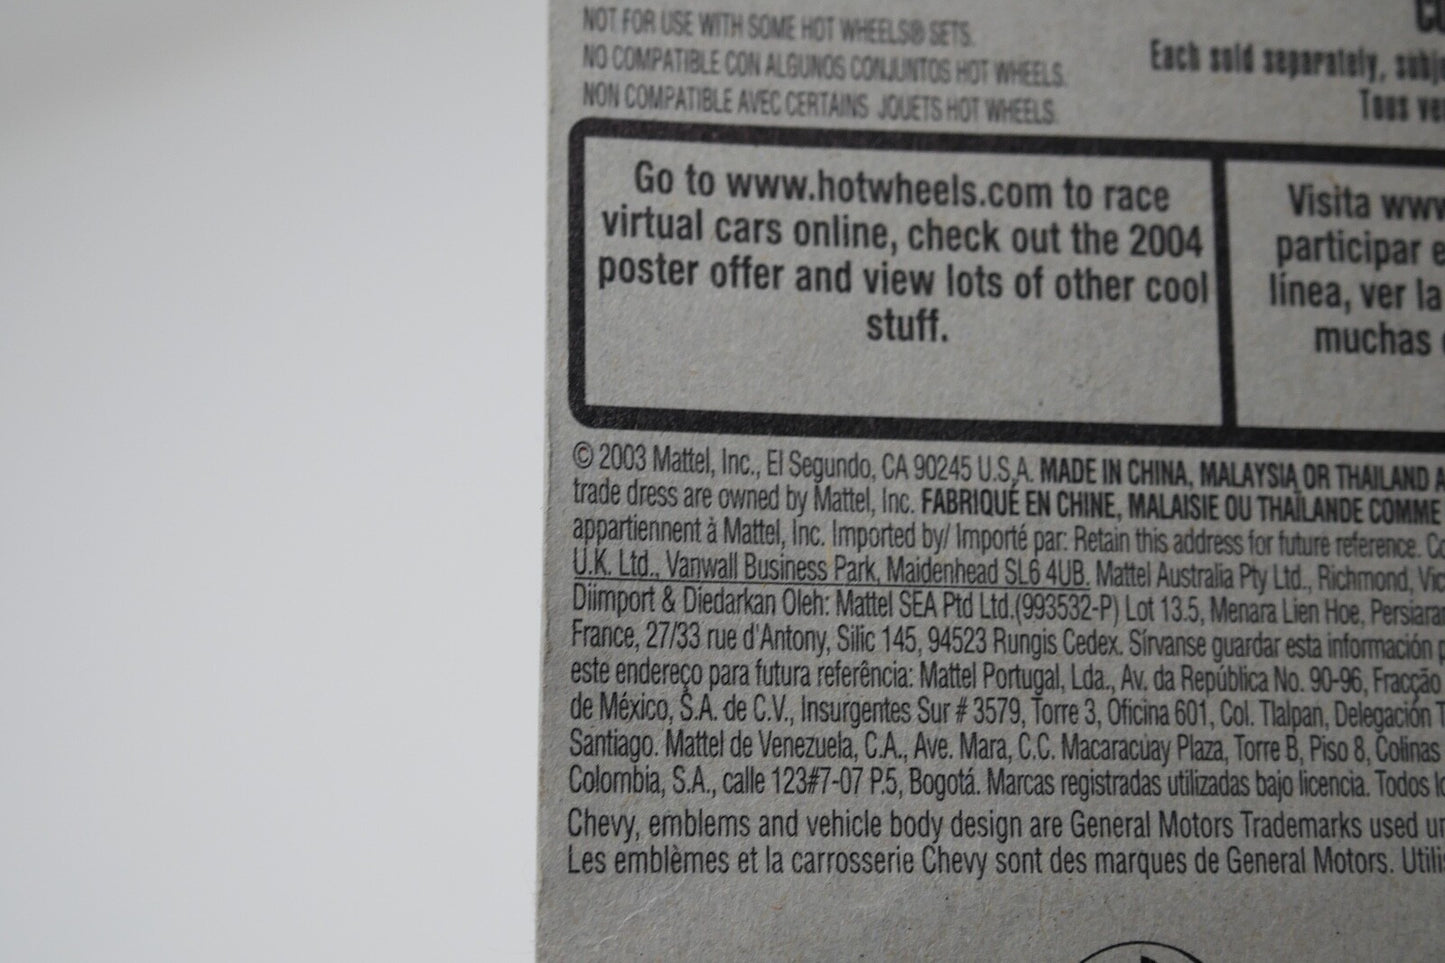 NOT FOR USE WITH SOME HOT WHEELS® SETS.
NO COMPATIBLE CON ALGUNOS CONJUNTOS HOT WHEELS.
NON COMPATIBLE AVEC CERTAINS JOUETS HOT WHEELS.
Each sold separately, subje
Tous ve
Go to www.hotwheels.com to race
virtual cars online, check out the 2004
poster offer and view lots of other cool
stuff.
Visita www
participar e
línea, ver la
muchas
© 2003 Mattel, Inc., El Segundo, CA 90245 U.S.A. MADE IN CHINA, MALAYSIA OR THAILAND A
trade dress are owned by Mattel, Inc. FABRIQUÉ EN CHINE, MALAISIE OU THAÏLANDE COMME
appartiennent à Mattel, Inc. Imported by/ Importé par: Retain this address for future reference. Co
U.K. Ltd., Vanwall Business Park, Maidenhead SL6 4UB. Mattel Australia Pty Ltd., Richmond, Vic
Diimport & Diedarkan Oleh: Mattel SEA Ptd Ltd.(993532-P) Lot 13.5, Menara Lien Hoe, Persiaran
France, 27/33 rue d'Antony, Silic 145, 94523 Rungis Cedex. Sírvanse guardar esta información p
este endereço para futura referência: Mattel Portugal, Lda., Av. da República No. 90-96, Fracção
de México, S.A. de C.V., Insurgentes Sur # 3579, Torre 3, Oficina 601, Col. Tlalpan, Delegación T
Santiago. Mattel de Venezuela, C.A., Ave. Mara, C.C. Macaracuay Plaza, Torre B, Piso 8, Colinas
Colombia, S.A., calle 123#7-07 P.5, Bogotá. Marcas registradas utilizadas bajo licencia. Todos lo
Chevy, emblems and vehicle body design are General Motors Trademarks used un
Les emblèmes et la carrosserie Chevy sont des marques de General Motors. Utili